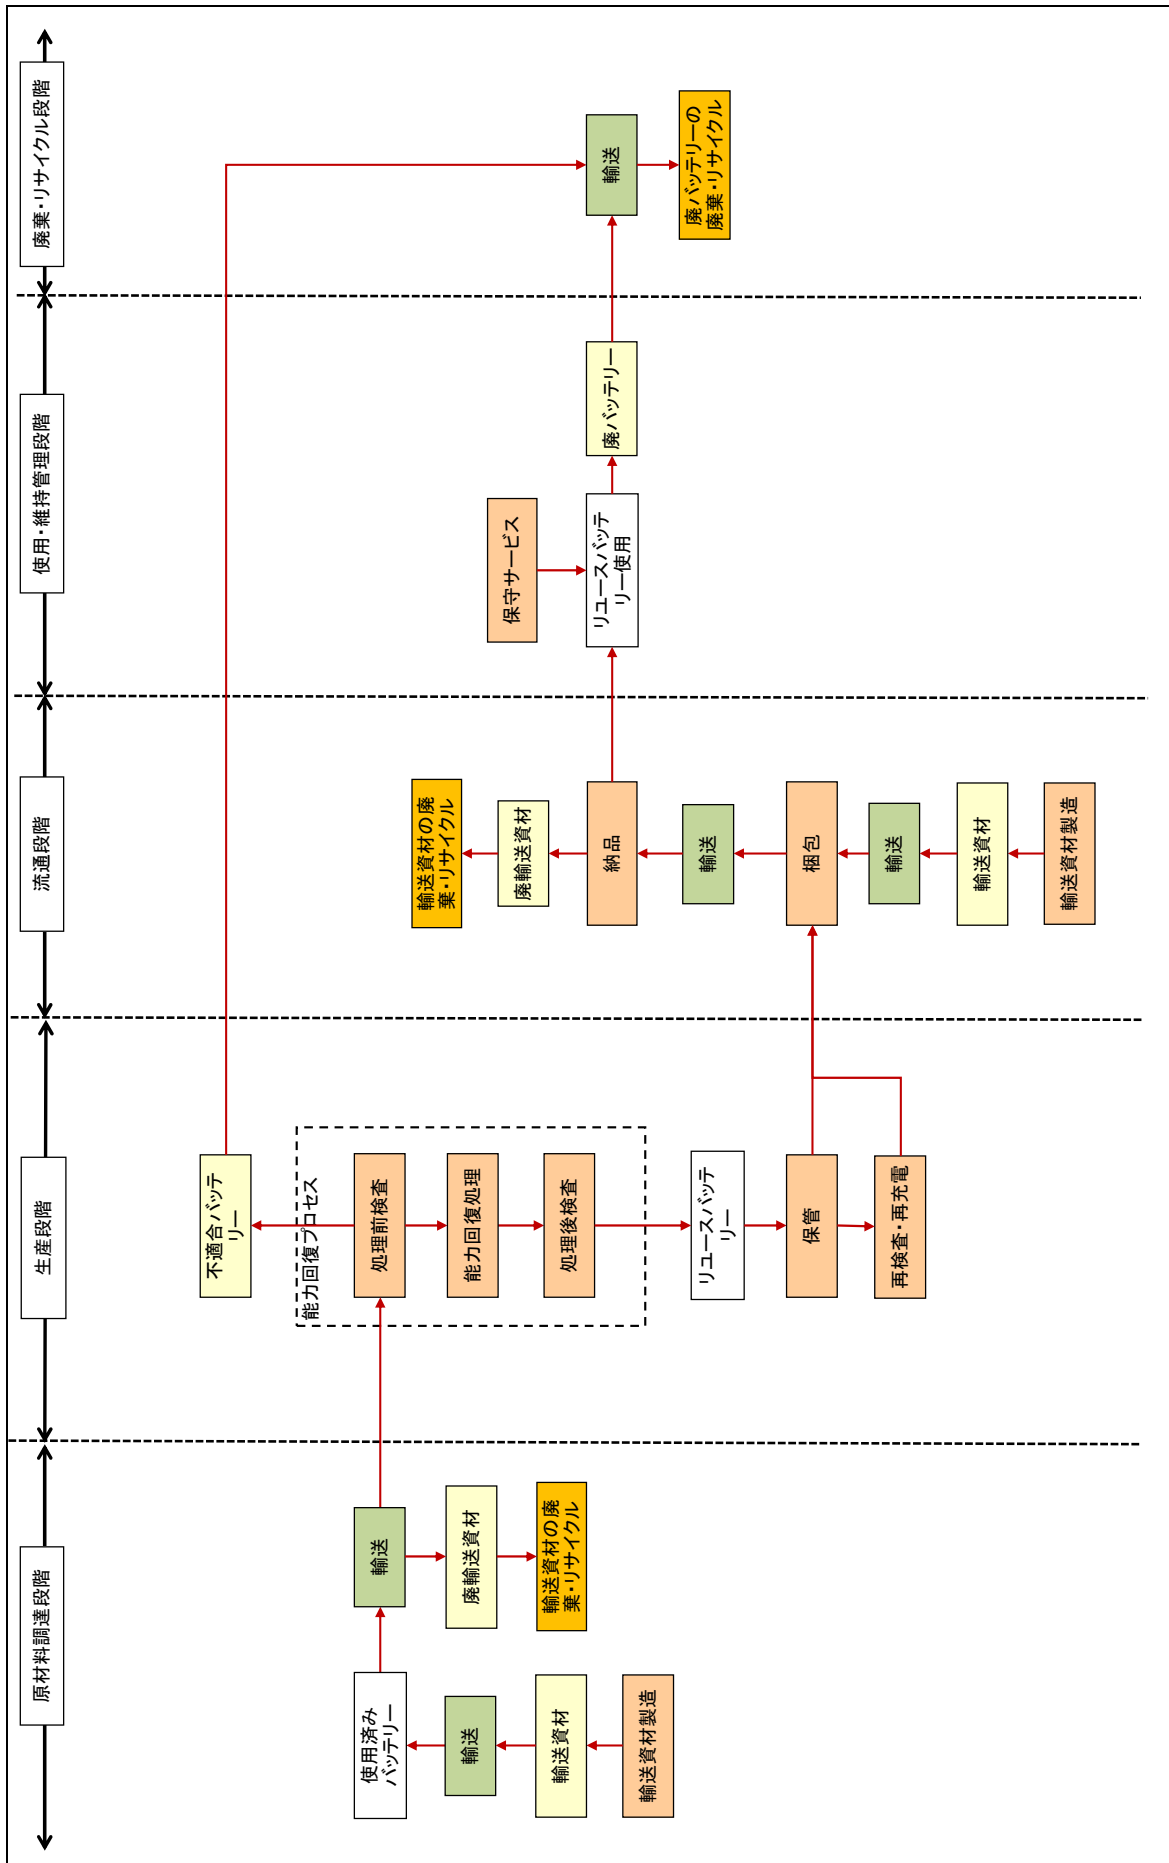 原材料調達段階
生産段階
流通段階
使用・維持管理段階
廃棄・リサイクル段階
使用済み
バッテリー
輸送
輸送資材
輸送資材製造
輸送
廃輸送資材
輸送資材の廃
棄・リサイクル
不適合バッテ
リー
能力回復プロセス
処理前検査
能力回復処理
処理後検査
リユースバッテ
リー
保管
再検査・再充電
輸送資材の廃
棄・リサイクル
廃輸送資材
納品
輸送
梱包
輸送
輸送資材
輸送資材製造
保守サービス
リユースバッテ
リー使用
廃バッテリー
輸送
廃バッテリーの
廃棄・リサイクル